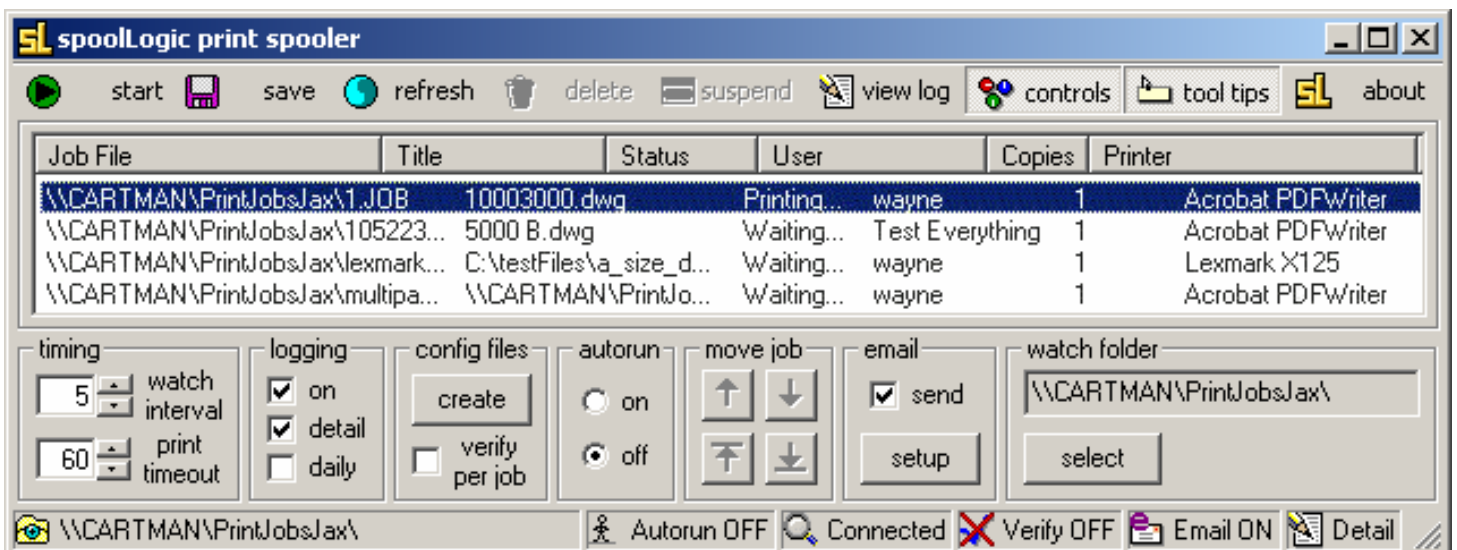 sL spoolLogic print spooler
start save refresh delete suspend view log controls tool tips sL about
Job File Title Status User Copies Printer
\\CARTMAN\PrintJobsJax\1.JOB 10003000.dwg Printing... wayne 1 Acrobat PDFWriter
\\CARTMAN\PrintJobsJax\105223... 5000 B.dwg Waiting... Test Everything 1 Acrobat PDFWriter
\\CARTMAN\PrintJobsJax\lexmark... C:\testFiles\a_size_d... Waiting... wayne 1 Lexmark X125
\\CARTMAN\PrintJobsJax\multipa... \\CARTMAN\PrintJo... Waiting... wayne 1 Acrobat PDFWriter
timing
5 watch interval
60 print timeout
logging
on
detail
daily
config files
create
verify per job
autorun
on
off
move job
email
send
setup
watch folder
\\CARTMAN\PrintJobsJax\
select
\\CARTMAN\PrintJobsJax\ Autorun OFF Connected Verify OFF Email ON Detail